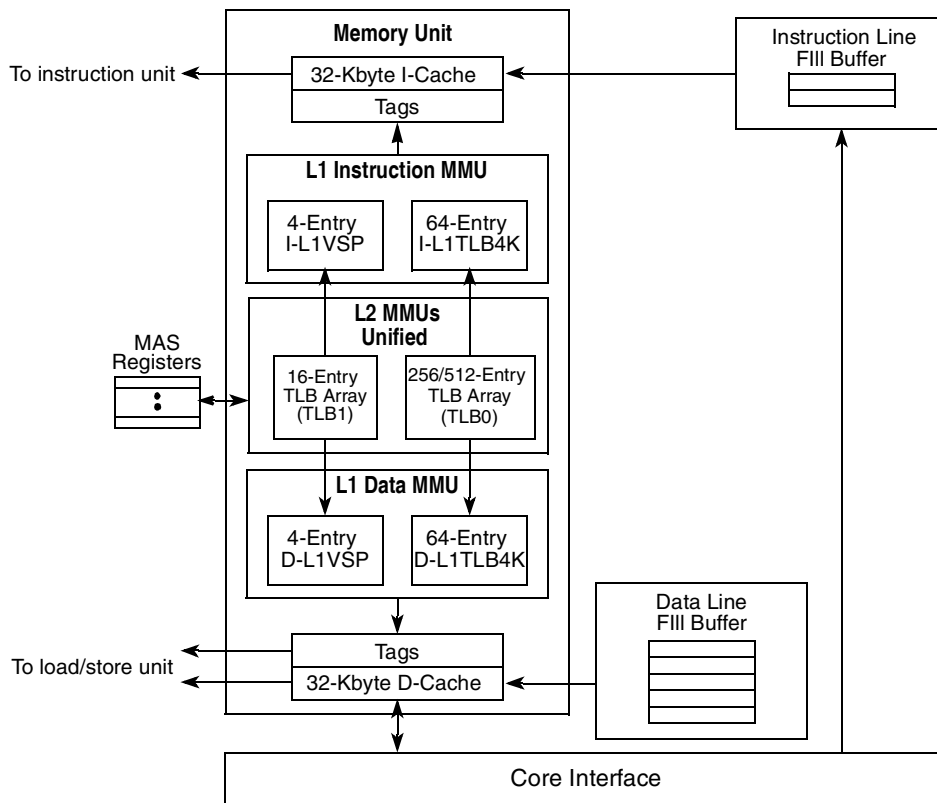 Memory Unit
Instruction Line
FIll Buffer
To instruction unit
32-Kbyte I-Cache
Tags
L1 Instruction MMU
4-Entry
I-L1VSP
64-Entry
I-L1TLB4K
L2 MMUs
Unified
MAS
Registers
16-Entry
TLB Array
(TLB1)
256/512-Entry
TLB Array
(TLB0)
L1 Data MMU
4-Entry
D-L1VSP
64-Entry
D-L1TLB4K
Data Line
FIll Buffer
To load/store unit
Tags
32-Kbyte D-Cache
Core Interface